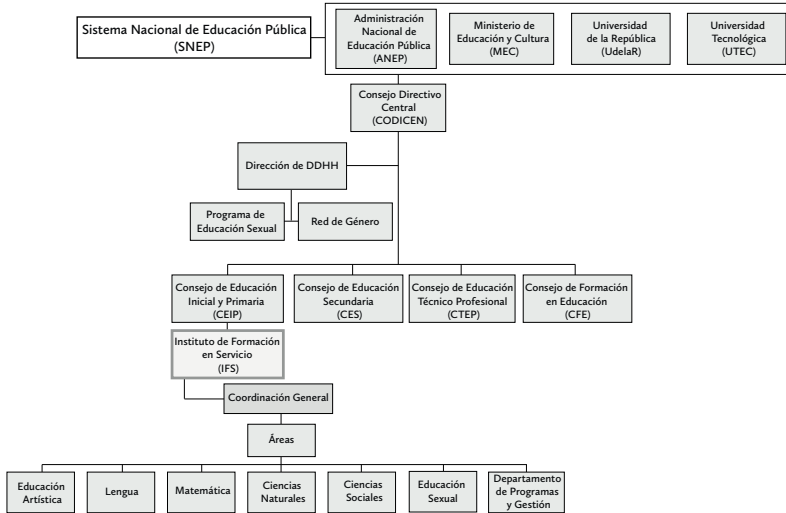 Sistema Nacional de Educación Pública
(SNEP)
Administración
Nacional de
Educación Pública
(ANEP)
Ministerio de
Educación y Cultura
(MEC)
Universidad
de la República
(UdelaR)
Universidad
Tecnológica
(UTEC)
Consejo Directivo
Central
(CODICEN)
Dirección de DDHH
Programa de
Educación Sexual
Red de Género
Consejo de Educación
Inicial y Primaria
(CEIP)
Consejo de Educación
Secundaria
(CES)
Consejo de Educación
Técnico Profesional
(CTEP)
Consejo de Formación
en Educación
(CFE)
Instituto de Formación
en Servicio
(IFS)
Coordinación General
Áreas
Educación
Artística
Lengua
Matemática
Ciencias
Naturales
Ciencias
Sociales
Educación
Sexual
Departamento
de Programas
y Gestión